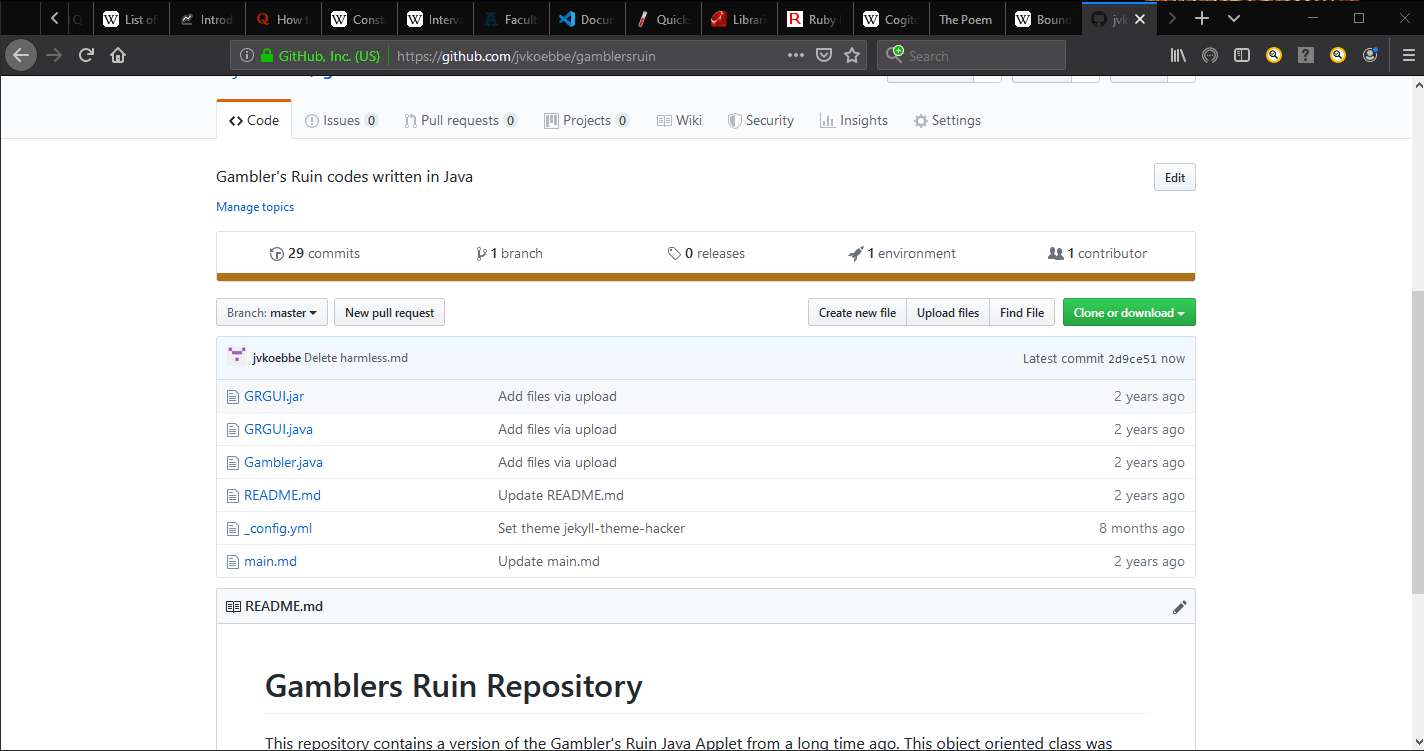 List of
Introd
How t
Consta
Interva
Facult
Docun
Quick
Librari
Ruby
Cogito
The Poem
Bound
jvk
GitHub, Inc. (US)
https://github.com/jvkoebbe/gamblersruin
Search
Code
Issues 0
Pull requests 0
Projects 0
Wiki
Security
Insights
Settings
Gambler's Ruin codes written in Java
Edit
Manage topics
29 commits
1 branch
0 releases
1 environment
1 contributor
Branch: master
New pull request
Create new file
Upload files
Find File
Clone or download
jvkoebbe Delete harmless.md
Latest commit 2d9ce51 now
GRGUI.jar Add files via upload 2 years ago
GRGUI.java Add files via upload 2 years ago
Gambler.java Add files via upload 2 years ago
README.md Update README.md 2 years ago
_config.yml Set theme jekyll-theme-hacker 8 months ago
main.md Update main.md 2 years ago
README.md
Gamblers Ruin Repository
This repository contains a version of the Gambler's Ruin Java Applet from a long time ago. This object oriented class was